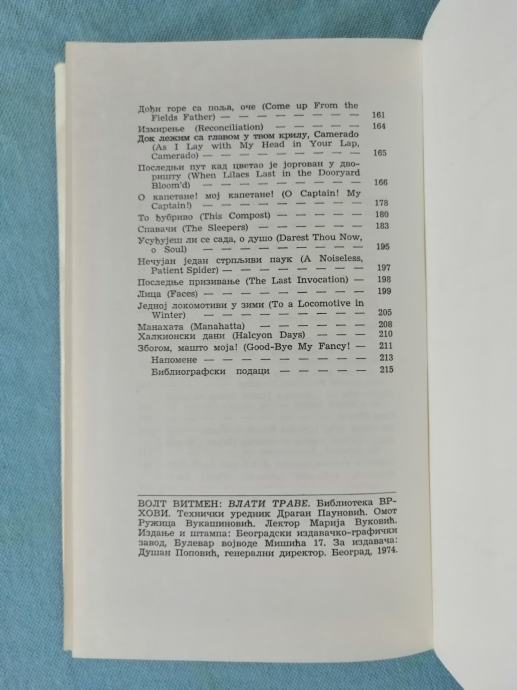 Дођи горе са поља, оче (Come up From the
Fields Father) — — — — — — — — 161
Измирење (Reconciliation) — — — — — — 164
Док лежим са главом у твом крилу, Camerado
(As I Lay with My Head in Your Lap,
Camerado) — — — — — — — — — 165
Последњи пут кад цветао је јоргован у дво-
ришту (When Lilacs Last in the Dooryard
Bloom'd) — — — — — — — — — — 166
О капетане! мој капетане! (O Captain! My
Captain!) — — — — — — — — — 178
То ђубриво (This Compost) — — — — — 180
Спавачи (The Sleepers) — — — — — — — 183
Усуђујеш ли се сада, о душо (Darest Thou Now,
o Soul) — — — — — — — — — — 195
Нечујан један стрпљиви паук (A Noiseless,
Patient Spider) — — — — — — — — 197
Последње призивање (The Last Invocation) — 198
Лица (Faces) — — — — — — — — — 199
Једној локомотиви у зими (To a Locomotive in
Winter) — — — — — — — — — — 205
Манахата (Manahatta) — — — — — — — 208
Халкионски дани (Halcyon Days) — — — — 210
Збогом, машто моја! (Good-Bye My Fancy! — 211
Напомене — — — — — — — — — 213
Библиографски подаци — — — — — 215
ВОЛТ ВИТМЕН: ВЛАТИ ТРАВЕ. Библиотека ВР-
ХОВИ. Технички уредник Драган Пауновић. Омот
Ружица Вукашиновић. Лектор Марија Вуковић.
Издање и штампа: Београдски издавачко-графички
завод, Булевар војводе Мишића 17. За издавача:
Душан Поповић, генерални директор. Београд, 1974.